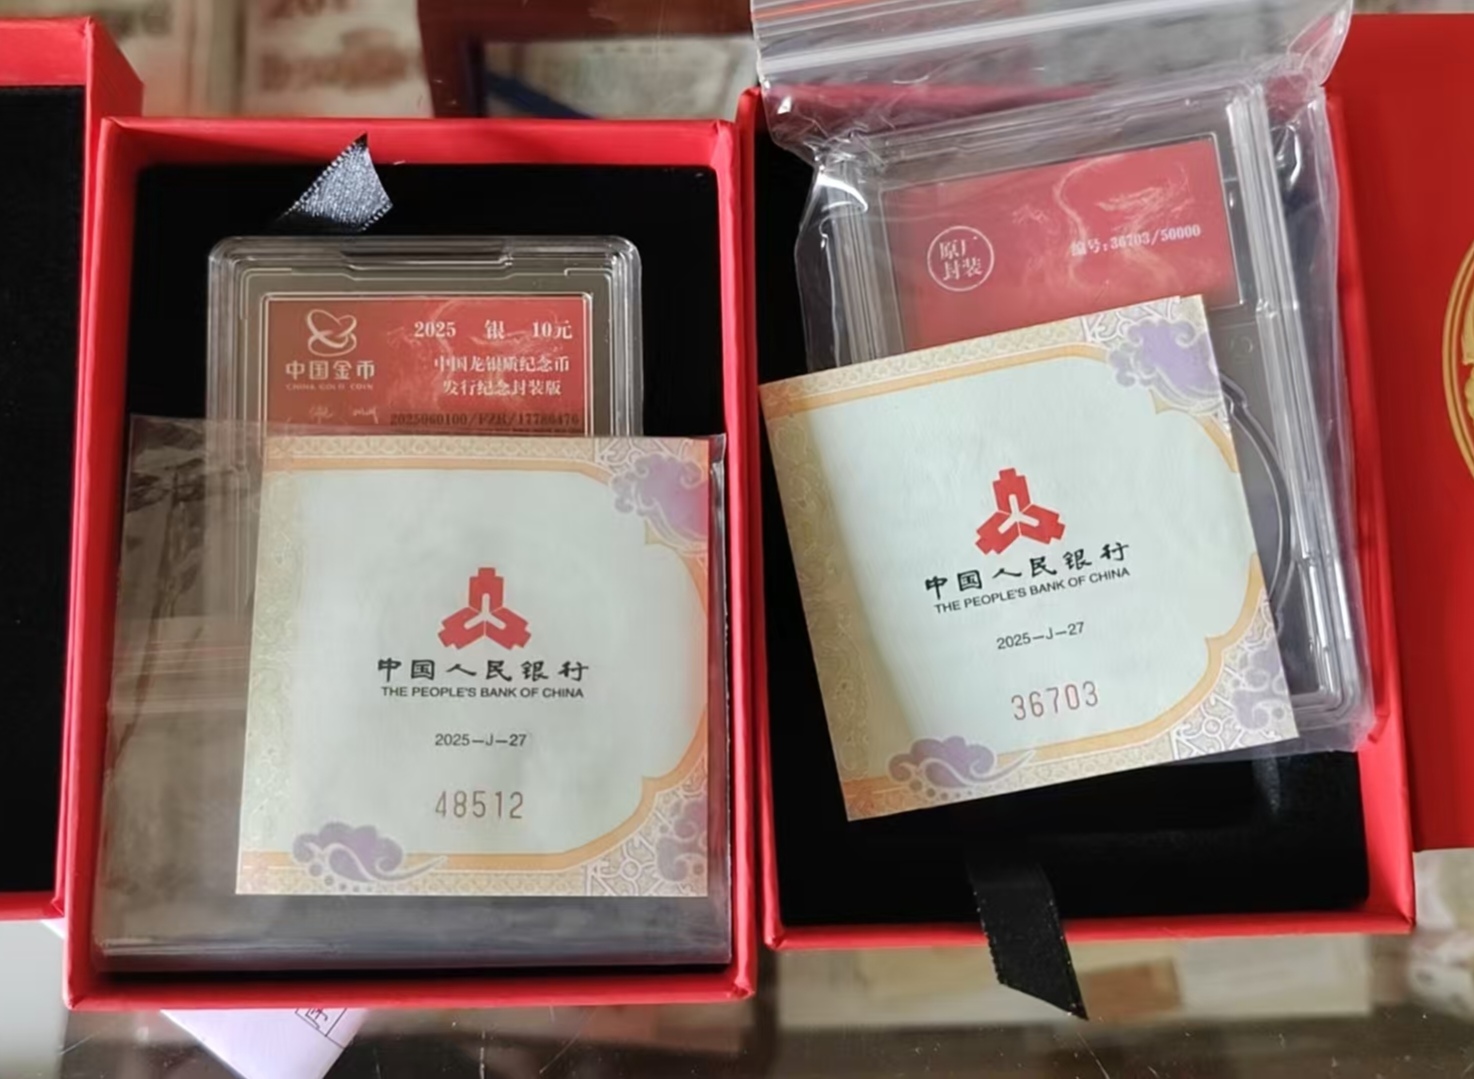 2025 银 10元
中国金币
CHINA GOLD COIN
中国龙银质纪念币
发行纪念封装版
2025060100/FZH/17786476
中国人民银行
THE PEOPLE'S BANK OF CHINA
2025-J-27
48512
原厂
封装
编号:36703/50000
中国人民银行
THE PEOPLE'S BANK OF CHINA
2025-J-27
36703